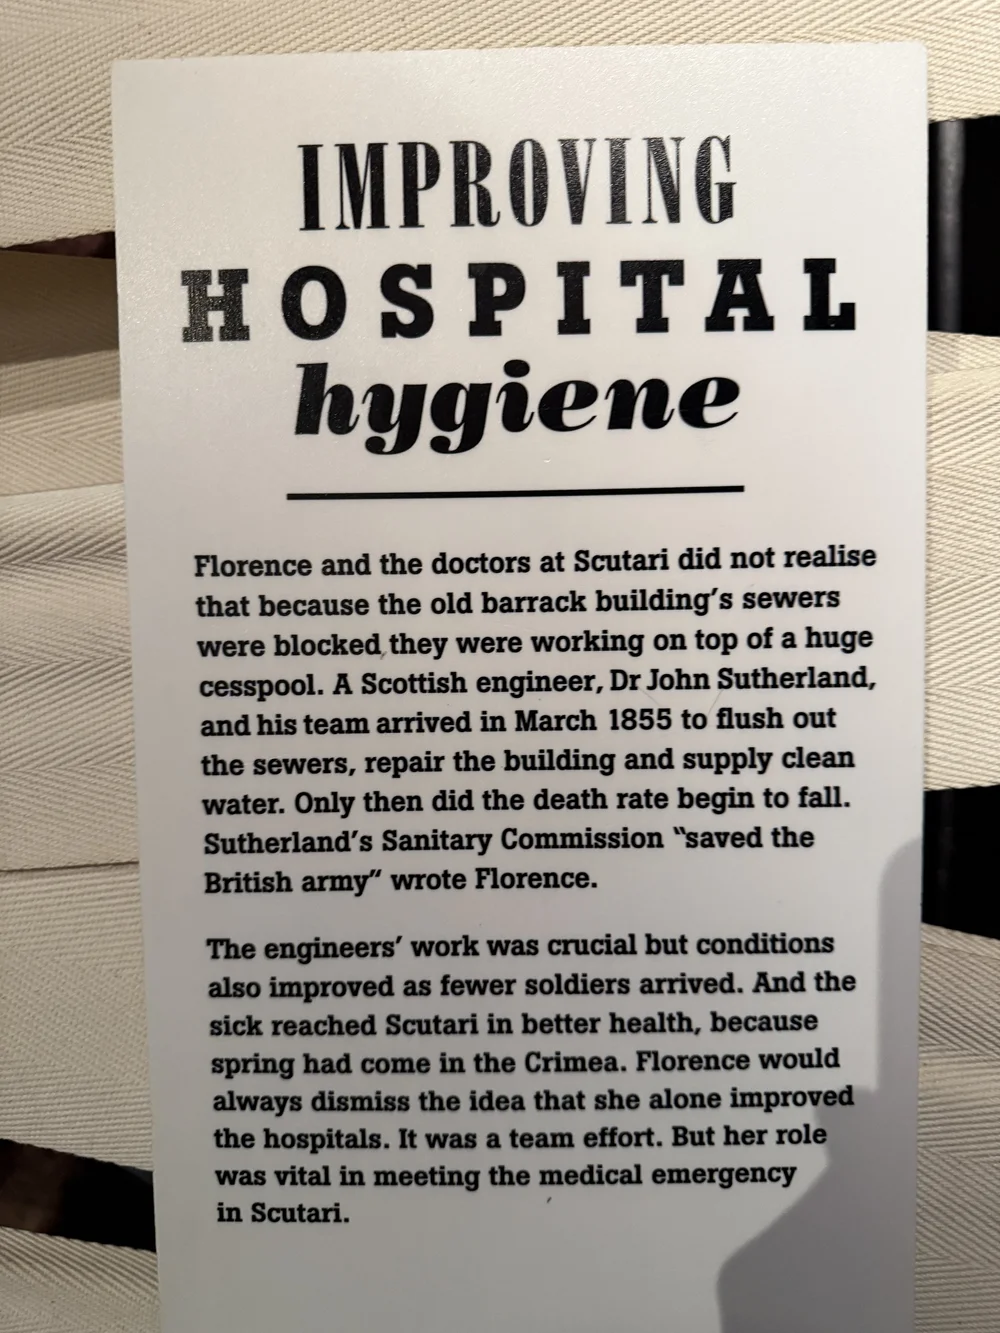 IMPROVING
HOSPITAL
hygiene
Florence and the doctors at Scutari did not realise
that because the old barrack building's sewers
were blocked they were working on top of a huge
cesspool. A Scottish engineer, Dr John Sutherland,
and his team arrived in March 1855 to flush out
the sewers, repair the building and supply clean
water. Only then did the death rate begin to fall.
Sutherland's Sanitary Commission "saved the
British army" wrote Florence.
The engineers' work was crucial but conditions
also improved as fewer soldiers arrived. And the
sick reached Scutari in better health, because
spring had come in the Crimea. Florence would
always dismiss the idea that she alone improved
the hospitals. It was a team effort. But her role
was vital in meeting the medical emergency
in Scutari.